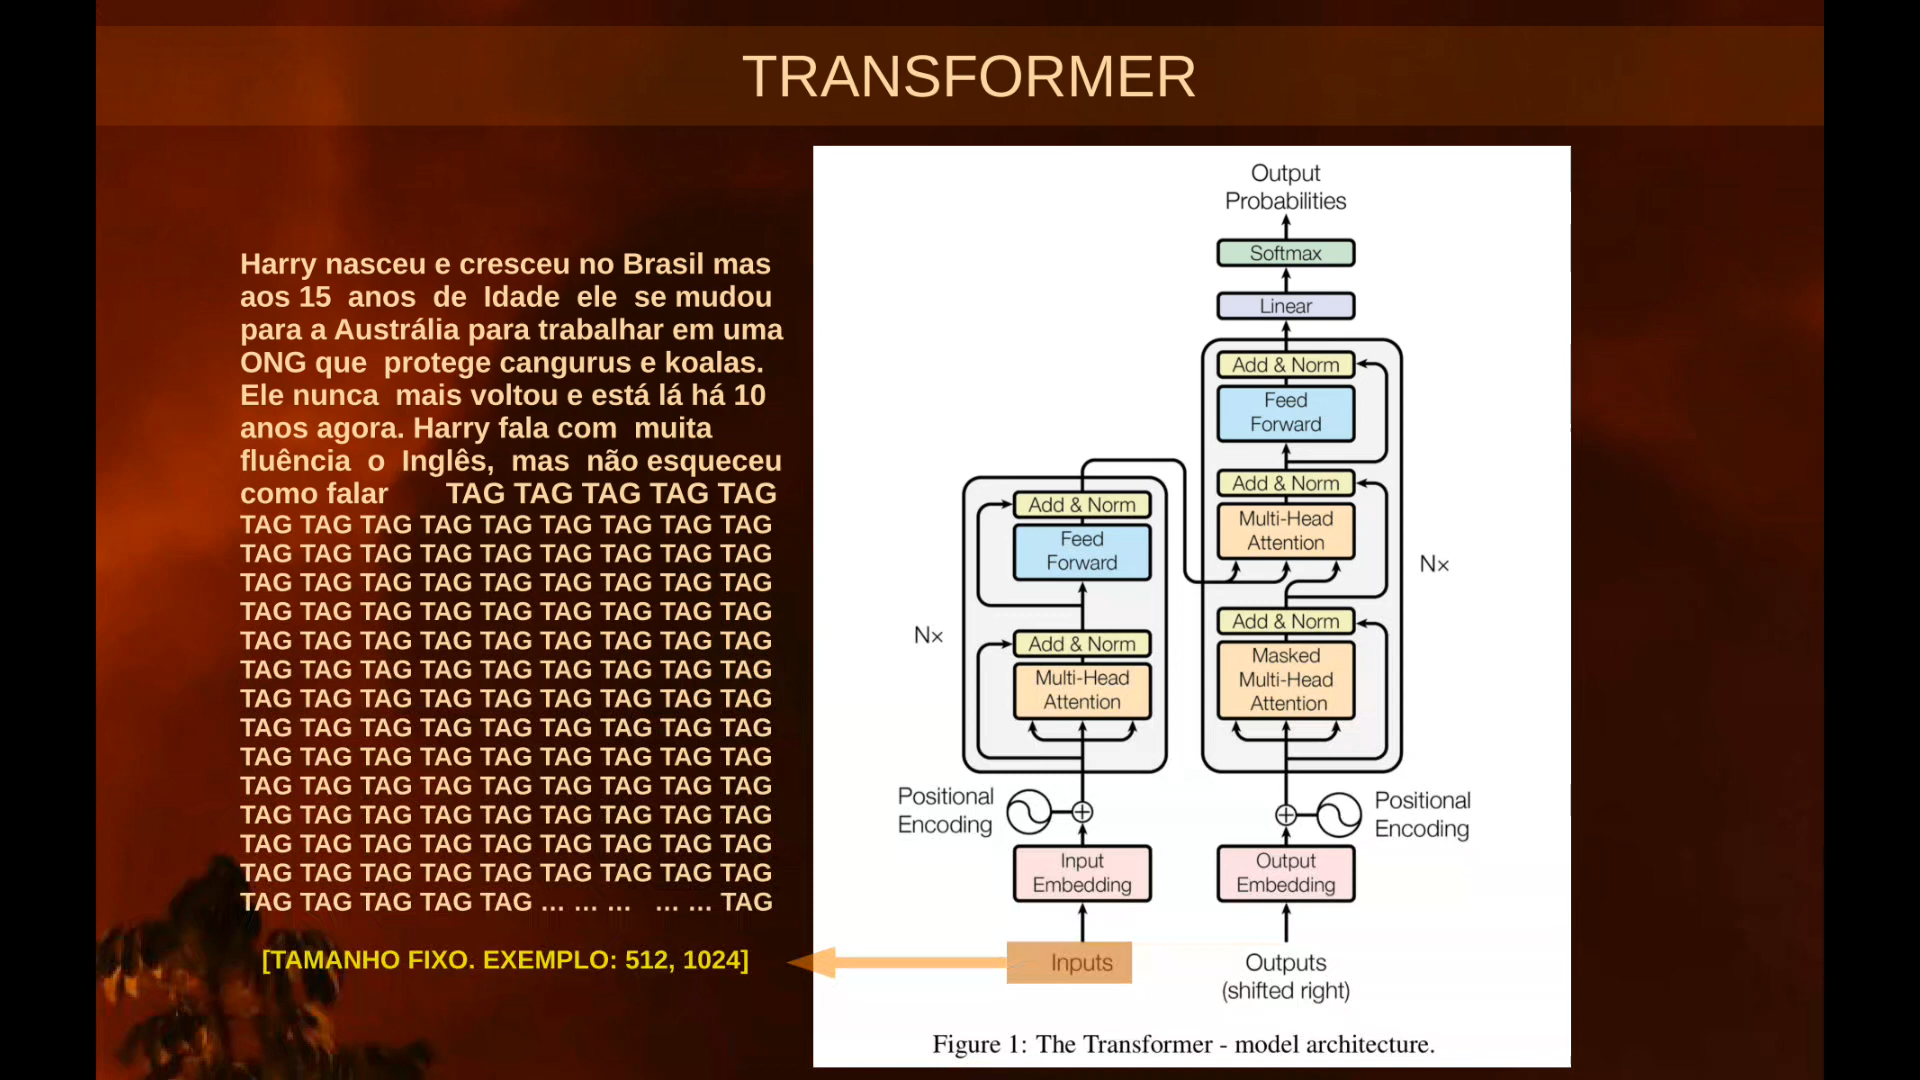 TRANSFORMER
Harry nasceu e cresceu no Brasil mas
aos 15 anos de Idade ele se mudou
para a Austrália para trabalhar em uma
ONG que protege cangurus e koalas.
Ele nunca mais voltou e está lá há 10
anos agora. Harry fala com muita
fluência o Inglês, mas não esqueceu
como falar TAG TAG TAG TAG TAG
TAG TAG TAG TAG TAG TAG TAG TAG TAG
TAG TAG TAG TAG TAG TAG TAG TAG TAG
TAG TAG TAG TAG TAG TAG TAG TAG TAG
TAG TAG TAG TAG TAG TAG TAG TAG TAG
TAG TAG TAG TAG TAG TAG TAG TAG TAG
TAG TAG TAG TAG TAG TAG TAG TAG TAG
TAG TAG TAG TAG TAG TAG TAG TAG TAG
TAG TAG TAG TAG TAG TAG TAG TAG TAG
TAG TAG TAG TAG TAG TAG TAG TAG TAG
TAG TAG TAG TAG TAG TAG TAG TAG TAG
TAG TAG TAG TAG TAG TAG TAG TAG TAG
TAG TAG TAG TAG TAG TAG TAG TAG TAG
TAG TAG TAG TAG TAG TAG TAG TAG TAG
TAG TAG TAG TAG TAG ... ... ... ... ... TAG
[TAMANHO FIXO. EXEMPLO: 512, 1024]
Output
Probabilities
Softmax
Linear
Add & Norm
Feed
Forward
Add & Norm
Multi-Head
Attention
Nx
Add & Norm
Masked
Multi-Head
Attention
Add & Norm
Feed
Forward
Nx
Add & Norm
Multi-Head
Attention
Positional
Encoding
Positional
Encoding
Input
Embedding
Output
Embedding
Inputs
Outputs
(shifted right)
Figure 1: The Transformer - model architecture.